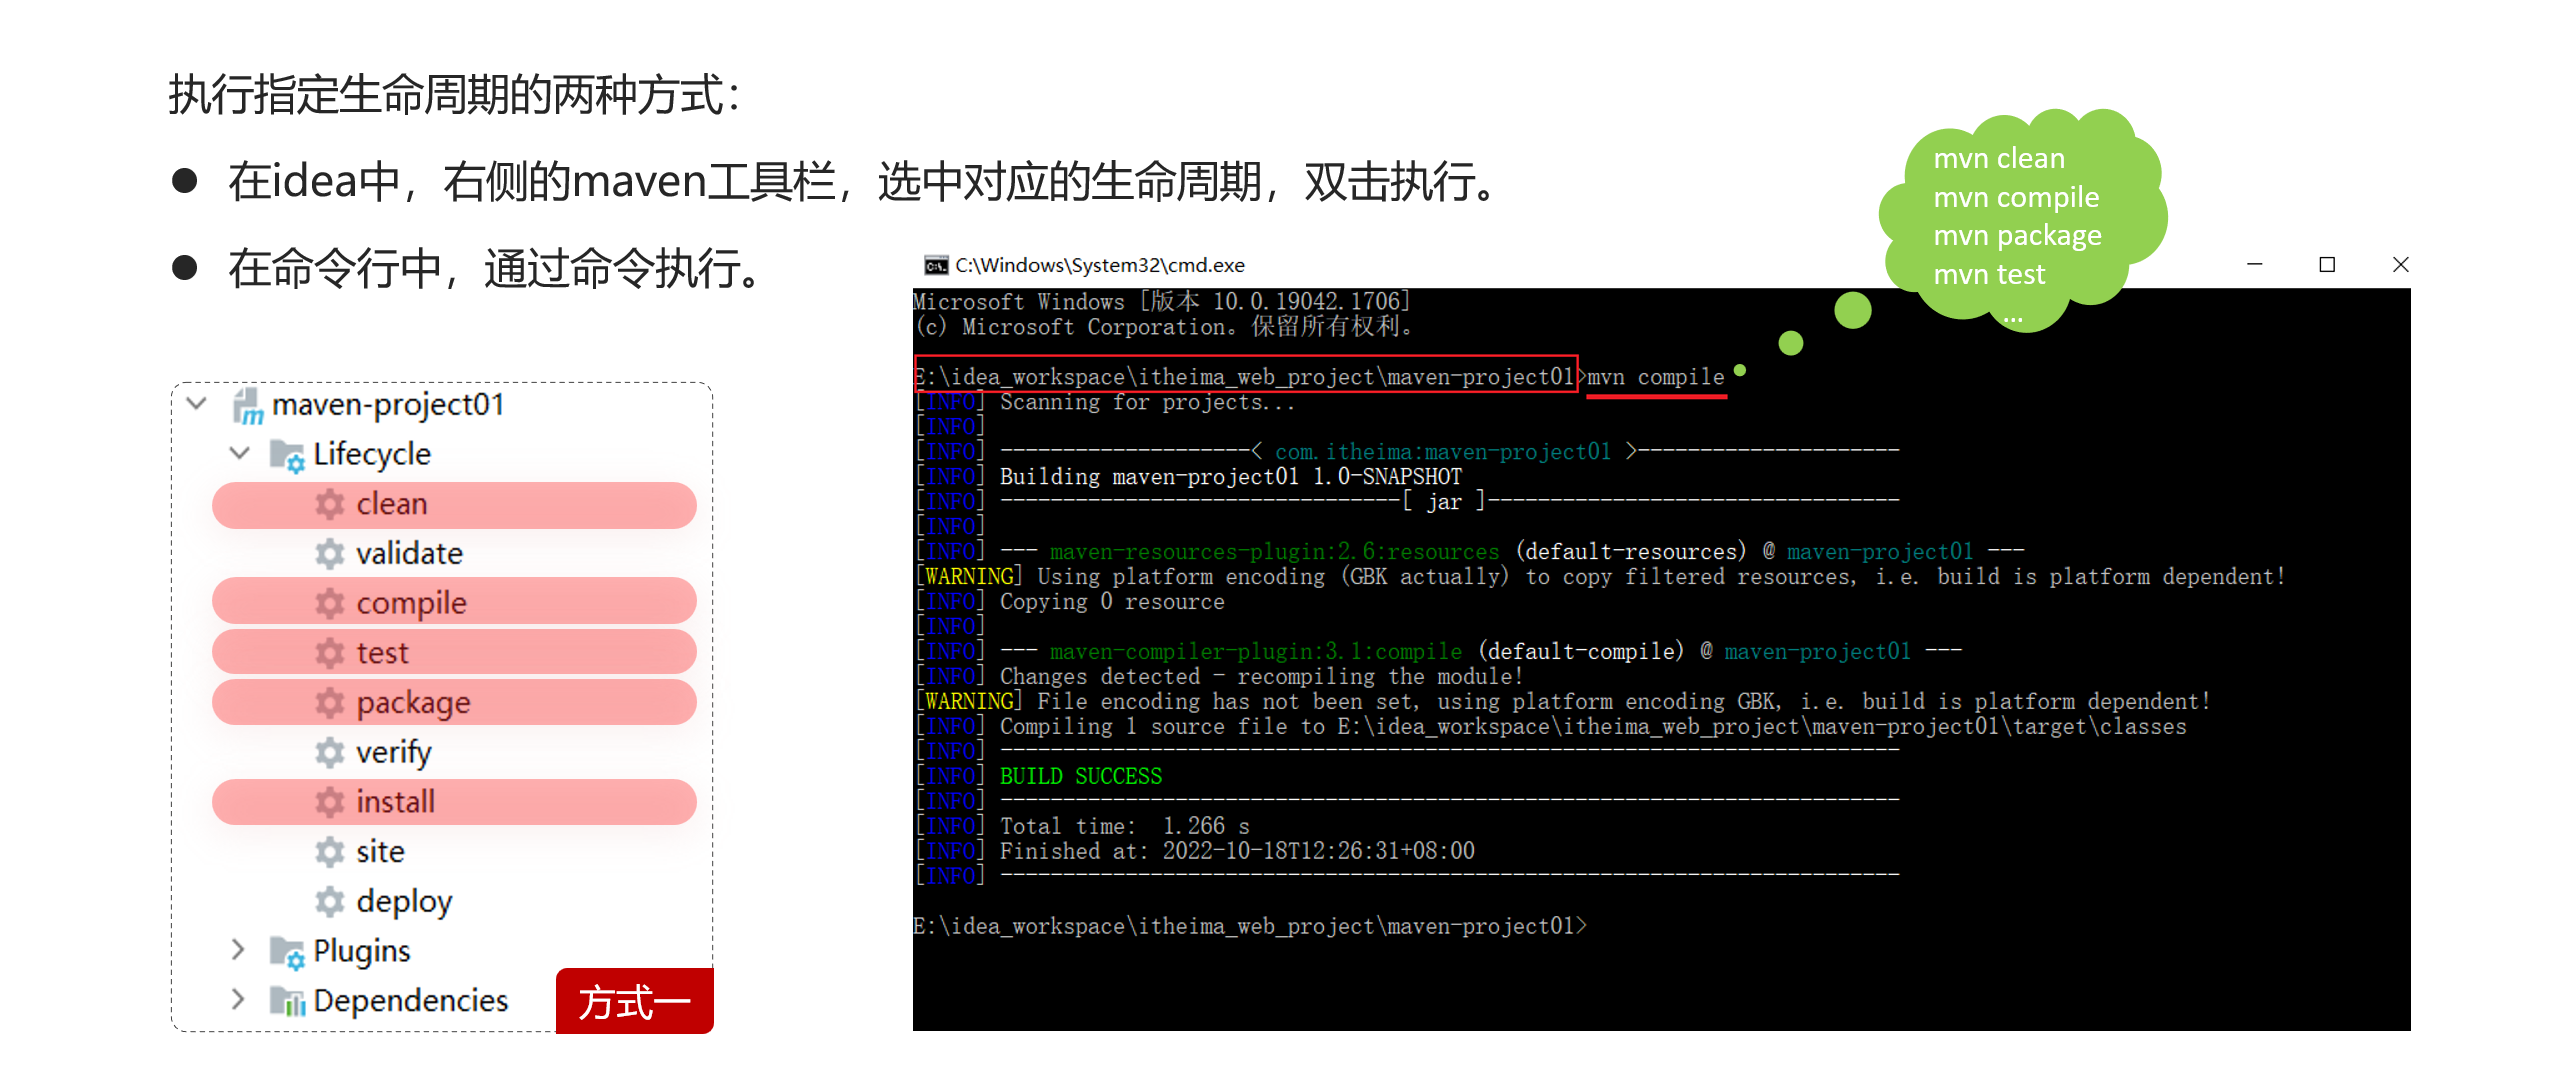 执行指定生命周期的两种方式：
● 在idea中，右侧的maven工具栏，选中对应的生命周期，双击执行。
● 在命令行中，通过命令执行。
maven-project01
Lifecycle
clean
validate
compile
test
package
verify
install
site
deploy
Plugins
Dependencies
方式一
mvn clean
mvn compile
mvn package
mvn test
...
C:\Windows\System32\cmd.exe
Microsoft Windows [版本 10.0.19042.1706]
(c) Microsoft Corporation。保留所有权利。
E:\idea_workspace\itheima_web_project\maven-project01>mvn compile
[INFO] Scanning for projects...
[INFO]
[INFO] --------------------< com.itheima:maven-project01 >---------------------
[INFO] Building maven-project01 1.0-SNAPSHOT
[INFO] --------------------------------[ jar ]---------------------------------
[INFO]
[INFO] --- maven-resources-plugin:2.6:resources (default-resources) @ maven-project01 ---
[WARNING] Using platform encoding (GBK actually) to copy filtered resources, i.e. build is platform dependent!
[INFO] Copying 0 resource
[INFO]
[INFO] --- maven-compiler-plugin:3.1:compile (default-compile) @ maven-project01 ---
[INFO] Changes detected - recompiling the module!
[WARNING] File encoding has not been set, using platform encoding GBK, i.e. build is platform dependent!
[INFO] Compiling 1 source file to E:\idea_workspace\itheima_web_project\maven-project01\target\classes
[INFO] ------------------------------------------------------------------------
[INFO] BUILD SUCCESS
[INFO] ------------------------------------------------------------------------
[INFO] Total time:  1.266 s
[INFO] Finished at: 2022-10-18T12:26:31+08:00
[INFO] ------------------------------------------------------------------------
E:\idea_workspace\itheima_web_project\maven-project01>